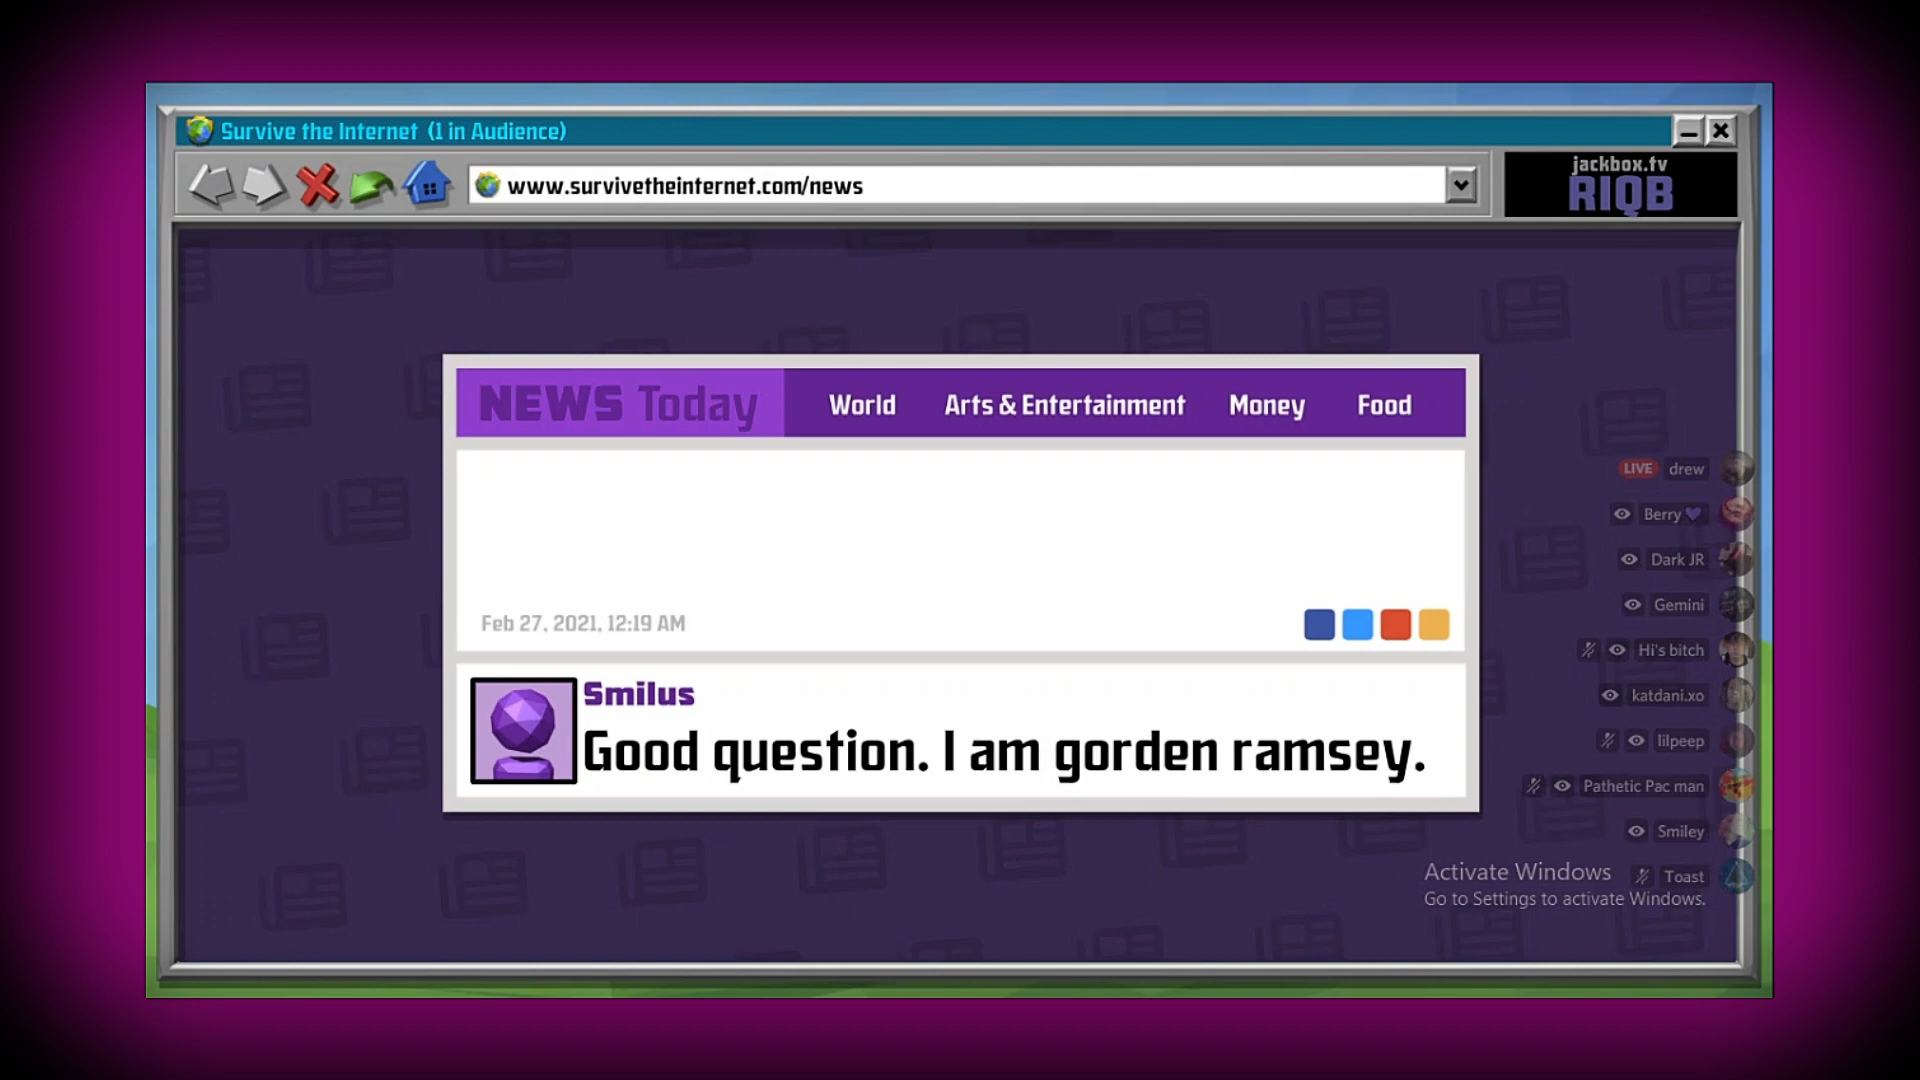 Survive the Internet (1 in Audience)
www.survivetheinternet.com/news
jackbox.tv
RIQB
NEWS Today
World
Arts & Entertainment
Money
Food
Feb 27, 2021, 12:19 AM
Smilus
Good question. I am gorden ramsey.
LIVE drew
Berry💜
Dark JR
Gemini
Hi's bitch
katdani.xo
lilpeep
Pathetic Pac man
Smiley
Toast
Activate Windows
Go to Settings to activate Windows.